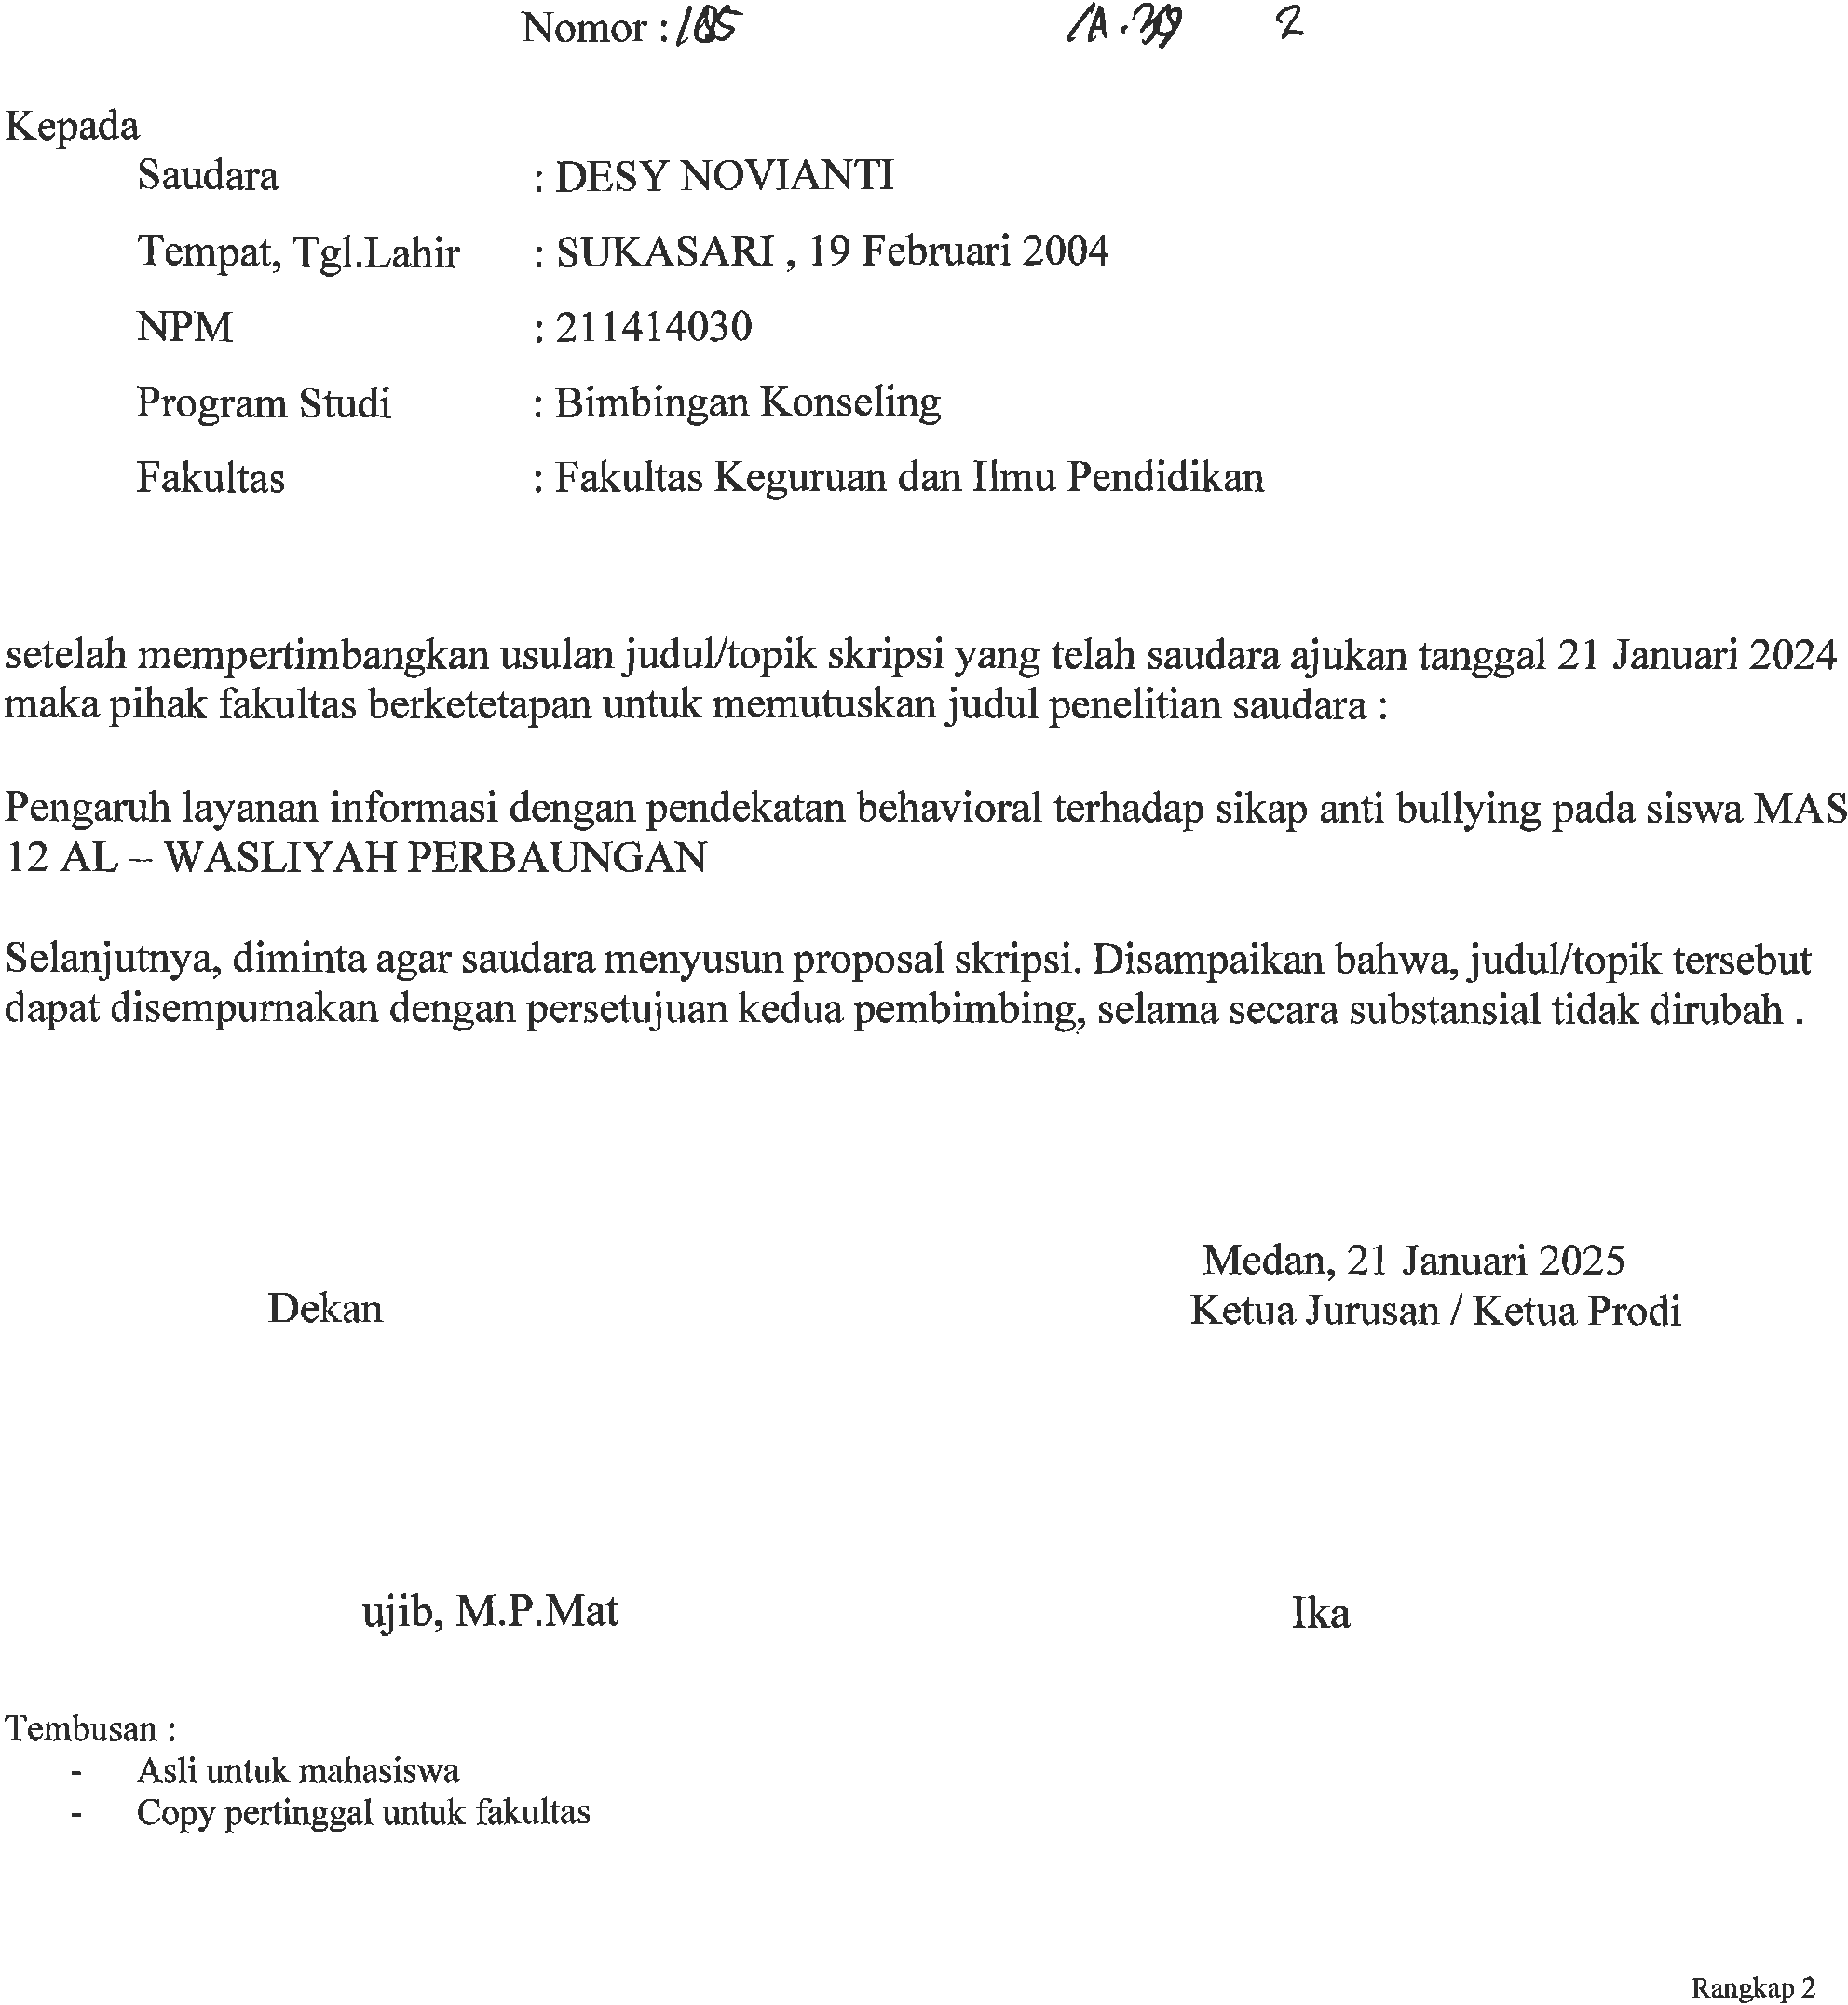 Nomor :
Kepada
Saudara : DESY NOVIANTI
Tempat, Tgl.Lahir : SUKASARI , 19 Februari 2004
NPM : 211414030
Program Studi : Bimbingan Konseling
Fakultas : Fakultas Keguruan dan Ilmu Pendidikan
setelah mempertimbangkan usulan judul/topik skripsi yang telah saudara ajukan tanggal 21 Januari 2024
maka pihak fakultas berketetapan untuk memutuskan judul penelitian saudara :
Pengaruh layanan informasi dengan pendekatan behavioral terhadap sikap anti bullying pada siswa MAS
12 AL – WASLIYAH PERBAUNGAN
Selanjutnya, diminta agar saudara menyusun proposal skripsi. Disampaikan bahwa, judul/topik tersebut
dapat disempurnakan dengan persetujuan kedua pembimbing, selama secara substansial tidak dirubah .
Medan, 21 Januari 2025
Dekan Ketua Jurusan / Ketua Prodi
ujib, M.P.Mat Ika
Tembusan :
- Asli untuk mahasiswa
- Copy pertinggal untuk fakultas
Rangkap 2